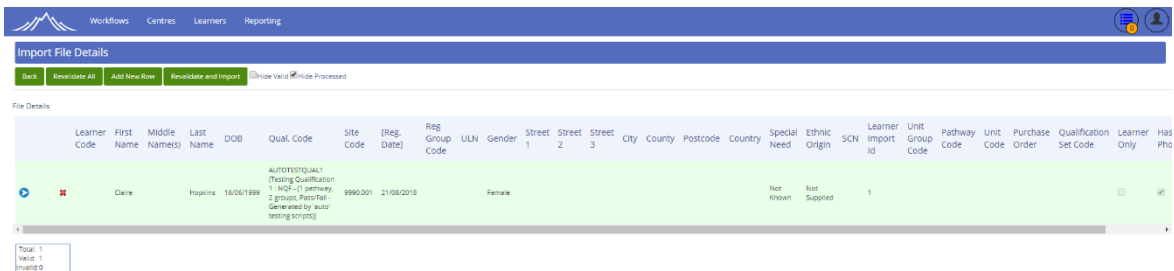 Workflows Centres Learners Reporting
0
Import File Details
Back Revalidate All Add New Row Revalidate and Import Hide Valid Hide Processed
File Details
Learner Code First Name Middle Name(s) Last Name DOB Qual. Code Site Code [Reg. Date] Reg Group Code ULN Gender Street 1 Street 2 Street 3 City County Postcode Country Special Need Ethnic Origin SCN Learner Import Id Unit Group Code Pathway Code Unit Code Purchase Order Qualification Set Code Learner Only Has Pho
Claire Hopkins 16/06/1999 AUTOTESTQUAL1 (Testing Qualification 1 : NQF - (1 pathway, 2 groups, Pass/Fail - Generated by 'auto' testing scripts)) 9990.001 21/08/2018 Female Not Known Not Supplied 1
Total: 1
Valid: 1
Invalid:0